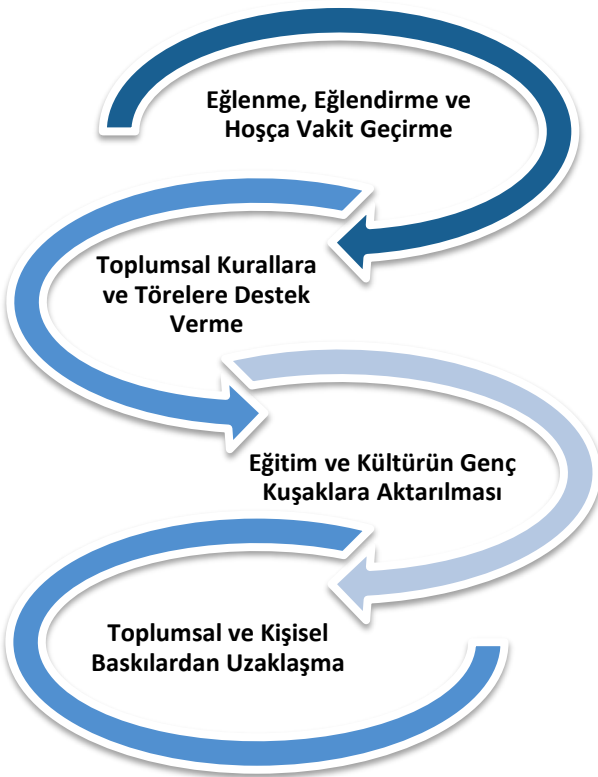 Eğlenme, Eğlendirme ve
Hoşça Vakit Geçirme
Toplumsal Kurallara
ve Törelere Destek
Verme
Eğitim ve Kültürün Genç
Kuşaklara Aktarılması
Toplumsal ve Kişisel
Baskılardan Uzaklaşma